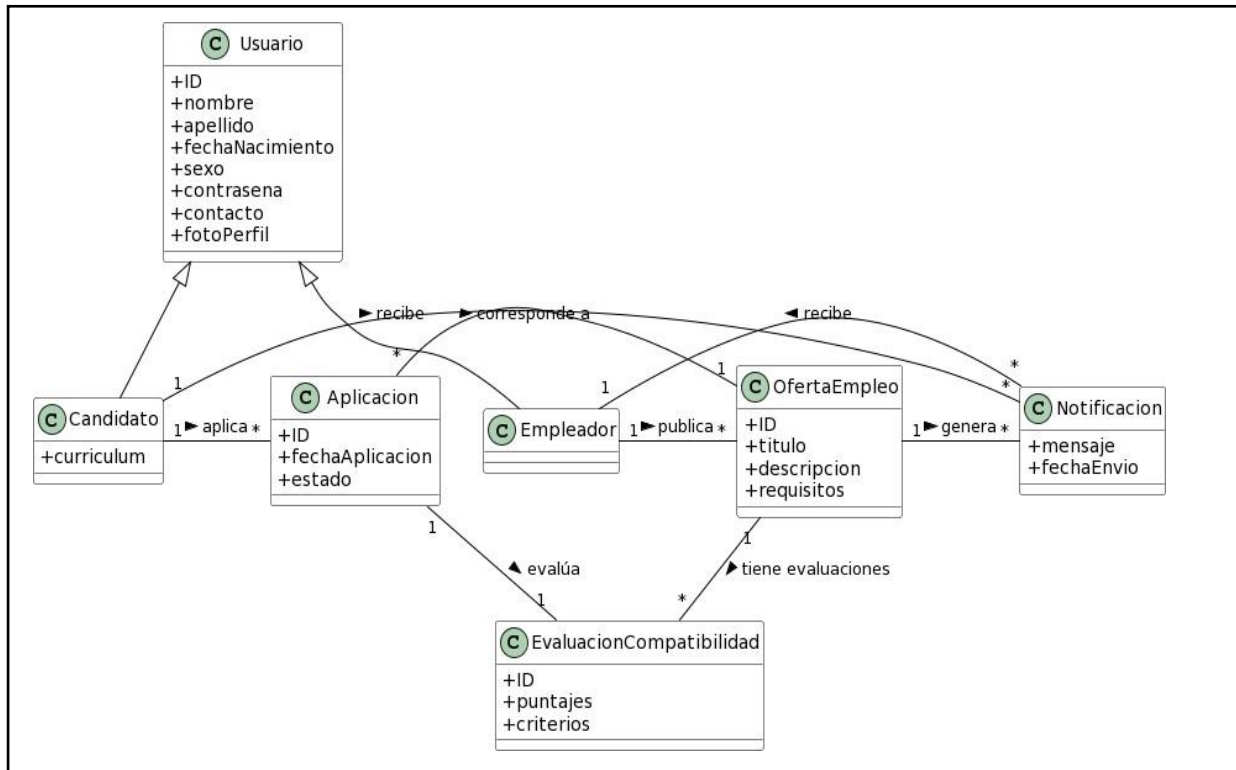 C Usuario
+ID
+nombre
+apellido
+fechaNacimiento
+sexo
+contrasena
+contacto
+fotoPerfil
recibe
corresponde a
recibe
*
1
1
1
*
*
C Candidato
+curriculum
1 aplica *
C Aplicacion
+ID
+fechaAplicacion
+estado
C Empleador
1 publica *
C OfertaEmpleo
+ID
+titulo
+descripcion
+requisitos
1 genera *
C Notificacion
+mensaje
+fechaEnvio
1
evalúa
1
1
tiene evaluaciones
*
C EvaluacionCompatibilidad
+ID
+puntajes
+criterios